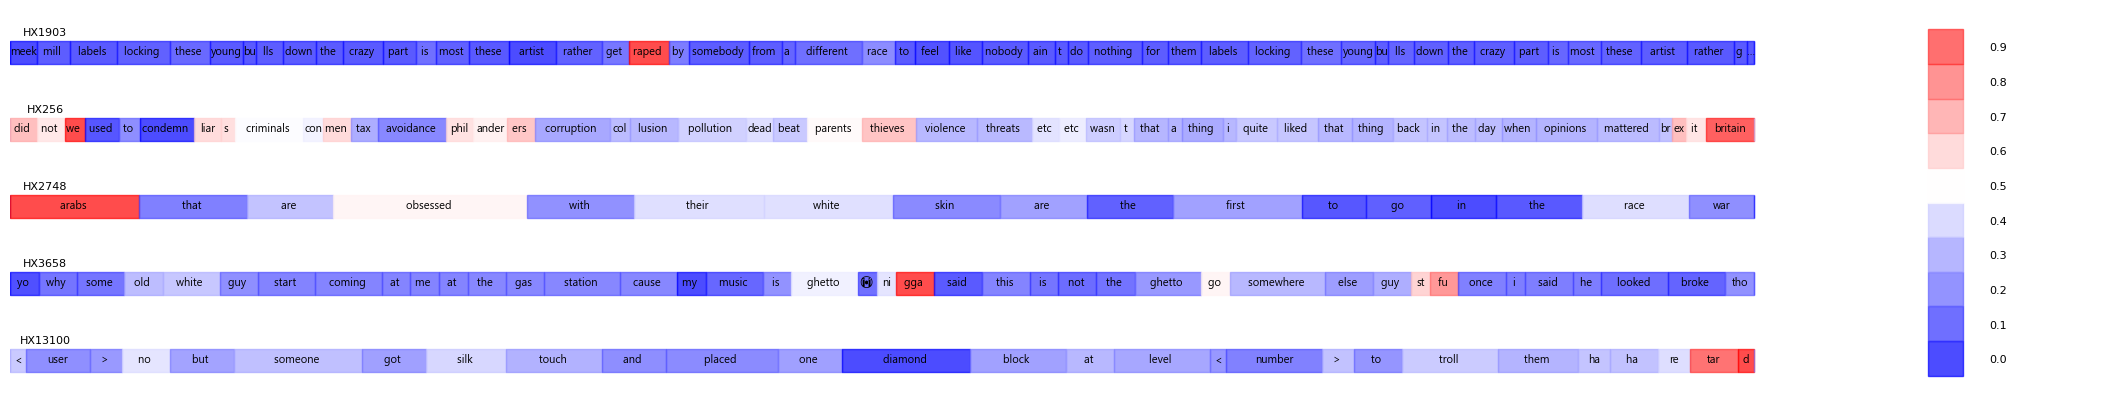 HX1903
meek mill labels locking these young bu lls down the crazy part is most these artist rather get raped by somebody from a different race to feel like nobody ain t do nothing for them labels locking these young bu lls down the crazy part is most these artist rather g ...
HX256
did not we used to condemn liar s criminals con men tax avoidance phil ander ers corruption col lusion pollution dead beat parents thieves violence threats etc etc wasn t that a thing i quite liked that thing back in the day when opinions mattered br ex it britain
HX2748
arabs that are obsessed with their white skin are the first to go in the race war
HX3658
yo why some old white guy start coming at me at the gas station cause my music is ghetto ni gga said this is not the ghetto go somewhere else guy st fu once i said he looked broke tho
HX13100
< user > no but someone got silk touch and placed one diamond block at level < number > to troll them ha ha re tar d
0.9
0.8
0.7
0.6
0.5
0.4
0.3
0.2
0.1
0.0